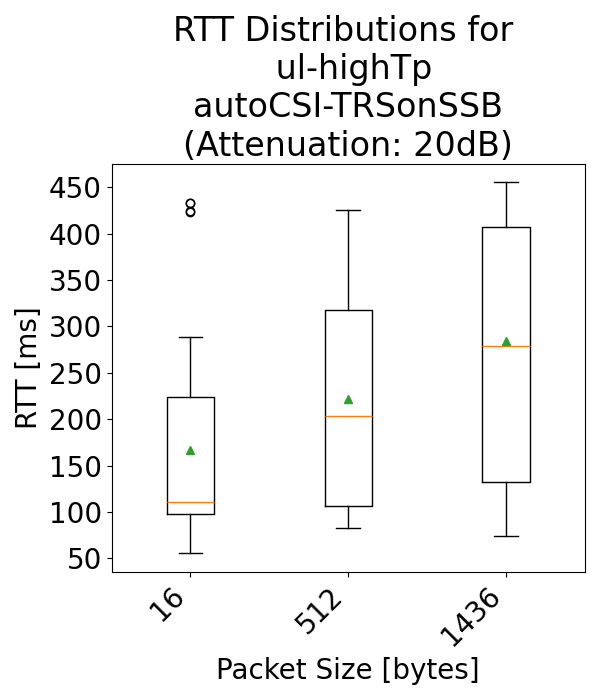 RTT Distributions for
ul-highTp
autoCSI-TRSonSSB
(Attenuation: 20dB)
450
400
350
300
250
200
150
100
50
RTT [ms]
16
512
1436
Packet Size [bytes]